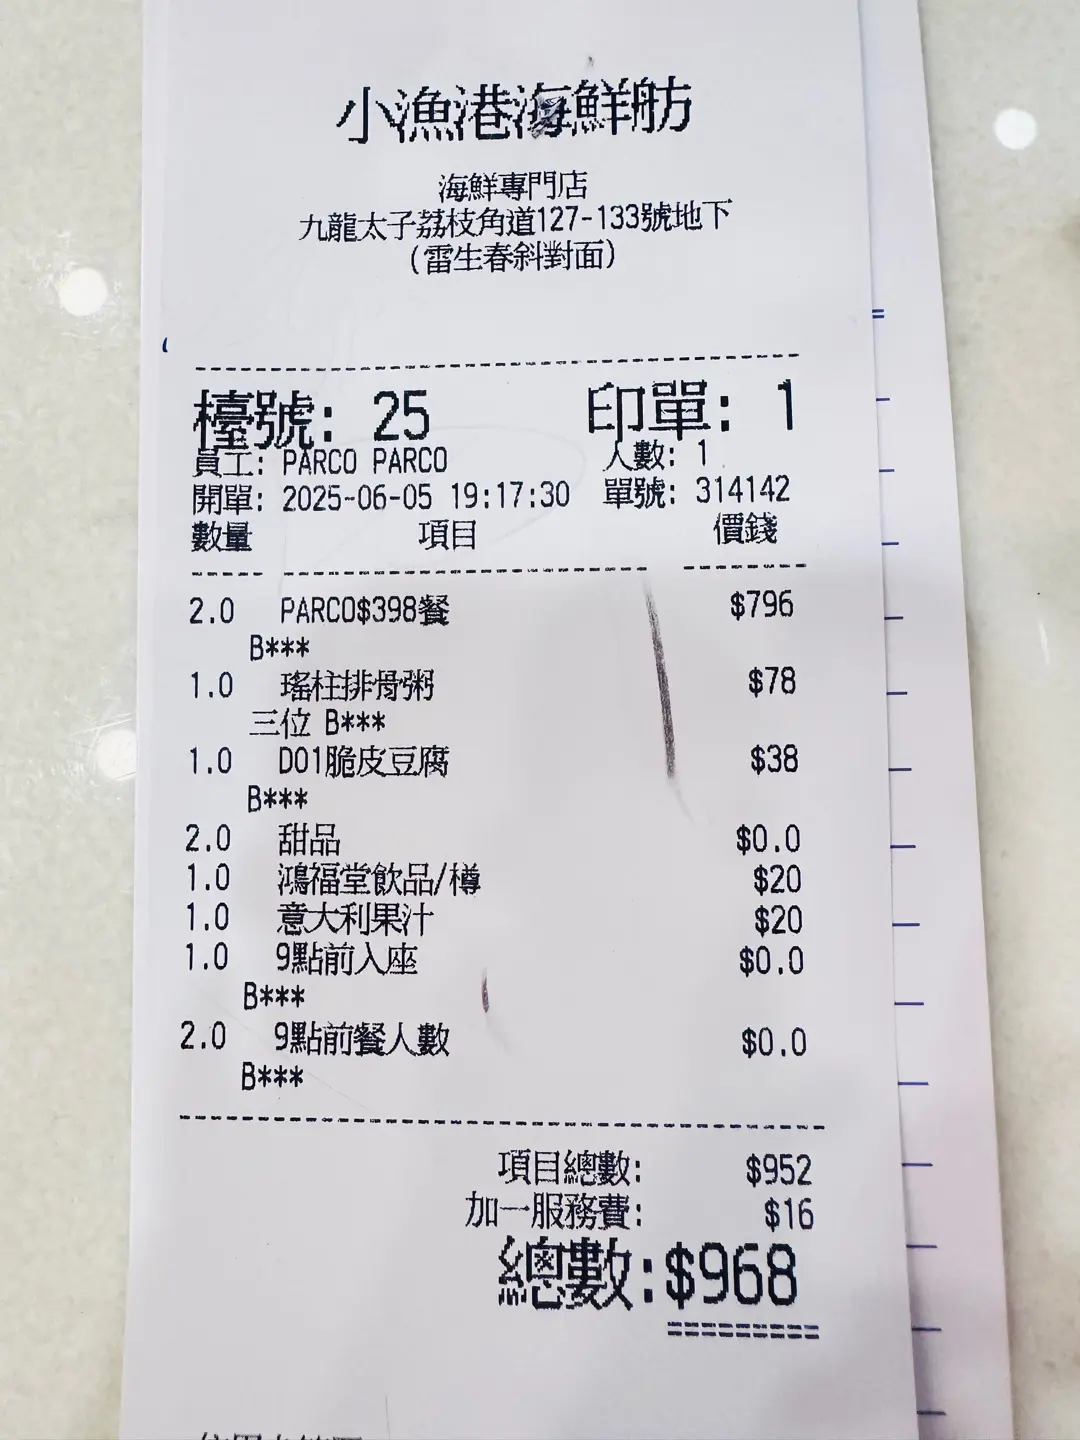 小漁港海鮮舫
海鮮專門店
九龍太子荔枝角道127-133號地下
(雷生春斜對面)
檯號: 25 印單: 1
員工: PARCO PARCO 人數: 1
開單: 2025-06-05 19:17:30 單號: 314142
數量 項目 價錢
2.0 PARCO$398餐 $796
B***
1.0 瑤柱排骨粥 $78
三位 B***
1.0 D01脆皮豆腐 $38
B***
2.0 甜品 $0.0
1.0 鴻福堂飲品/樽 $20
1.0 意大利果汁 $20
1.0 9點前入座 $0.0
B***
2.0 9點前餐人數 $0.0
B***
項目總數: $952
加一服務費: $16
總數:$968